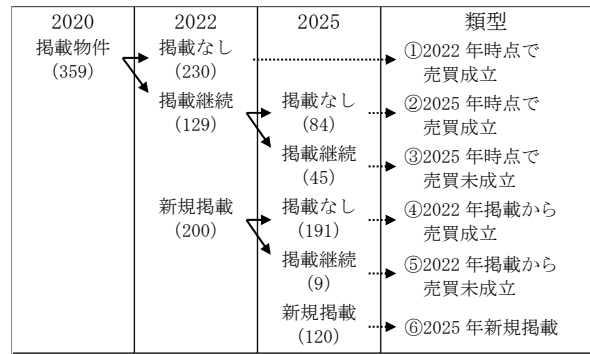 2020 2022 2025 類型
掲載物件 掲載なし ①2022 年時点で
(359) (230) 売買成立
掲載継続 掲載なし ②2025 年時点で
(129) (84) 売買成立
掲載継続 ③2025 年時点で
(45) 売買未成立
新規掲載 掲載なし ④2022 年掲載から
(200) (191) 売買成立
掲載継続 ⑤2022 年掲載から
(9) 売買未成立
新規掲載 ⑥2025 年新規掲載
(120)